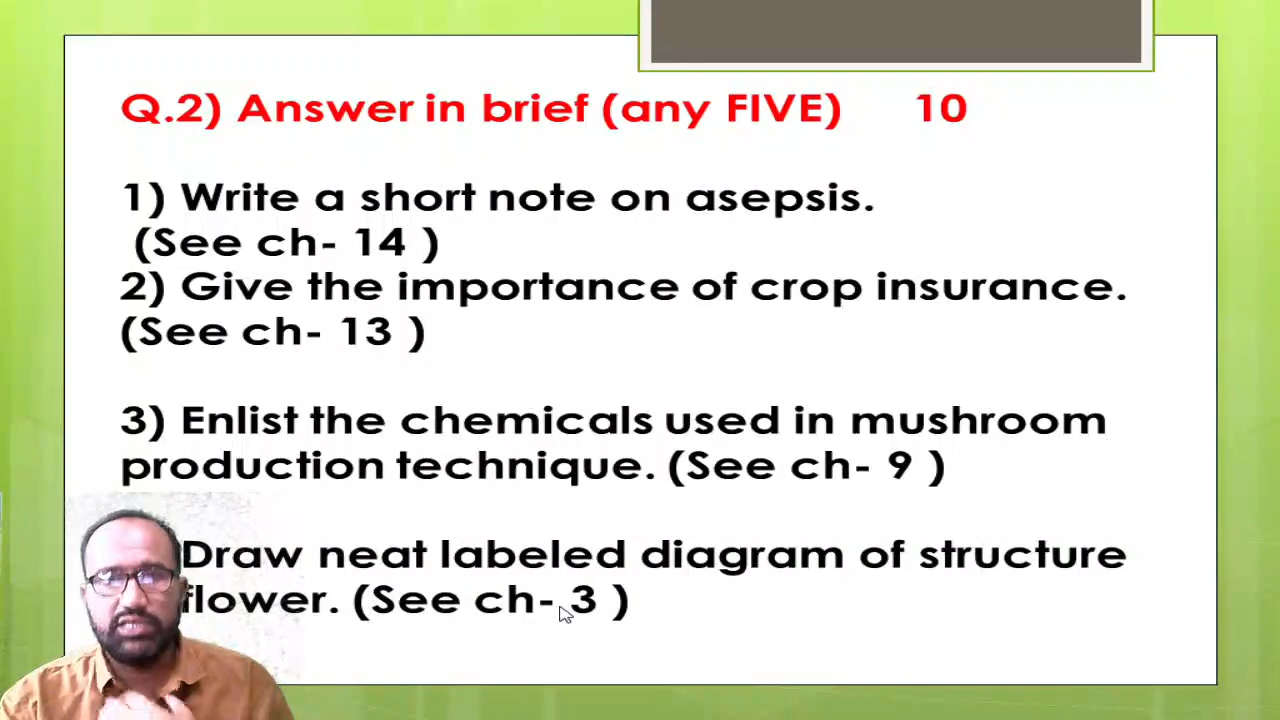 Q.2) Answer in brief (any FIVE) 10
1) Write a short note on asepsis.
(See ch- 14 )
2) Give the importance of crop insurance.
(See ch- 13 )
3) Enlist the chemicals used in mushroom
production technique. (See ch- 9 )
Draw neat labeled diagram of structure
flower. (See ch- 3 )